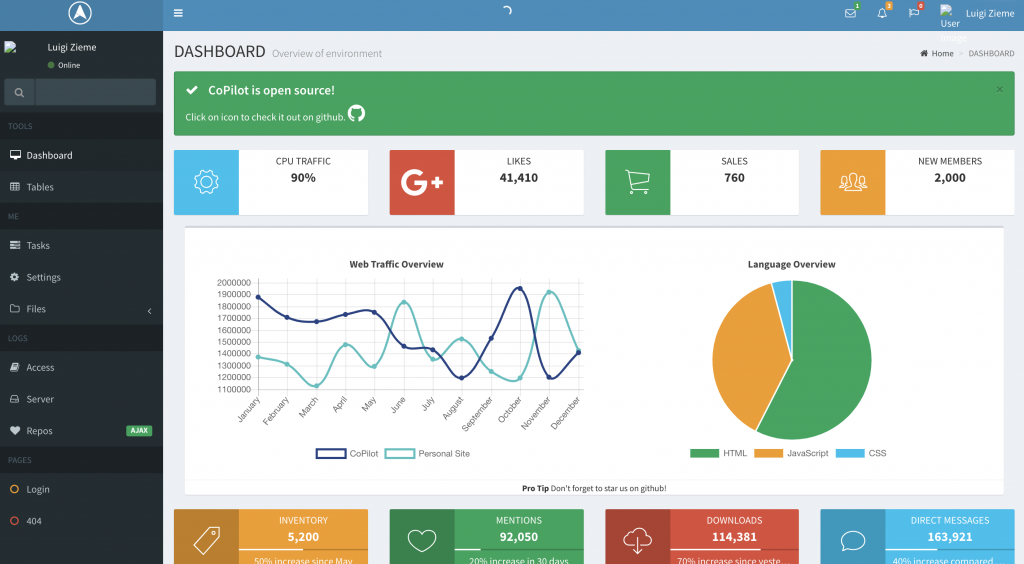 1
3
0
User Image
Luigi Zieme
Luigi Zieme
Online
TOOLS
Dashboard
Tables
ME
Tasks
Settings
Files
LOGS
Access
Server
Repos
AJAX
PAGES
Login
404
DASHBOARD Overview of environment
Home DASHBOARD
CoPilot is open source!
×
Click on icon to check it out on github.
CPU TRAFFIC
90%
G+
LIKES
41,410
SALES
760
NEW MEMBERS
2,000
Web Traffic Overview
2000000
1900000
1800000
1700000
1600000
1500000
1400000
1300000
1200000
1100000
January
February
March
April
May
June
July
August
September
October
November
December
CoPilot Personal Site
Language Overview
HTML JavaScript CSS
Pro Tip Don't forget to star us on github!
INVENTORY
5,200
50% increase since May
MENTIONS
92,050
20% increase in 30 days
DOWNLOADS
114,381
70% increase since yeste...
DIRECT MESSAGES
163,921
40% increase compared